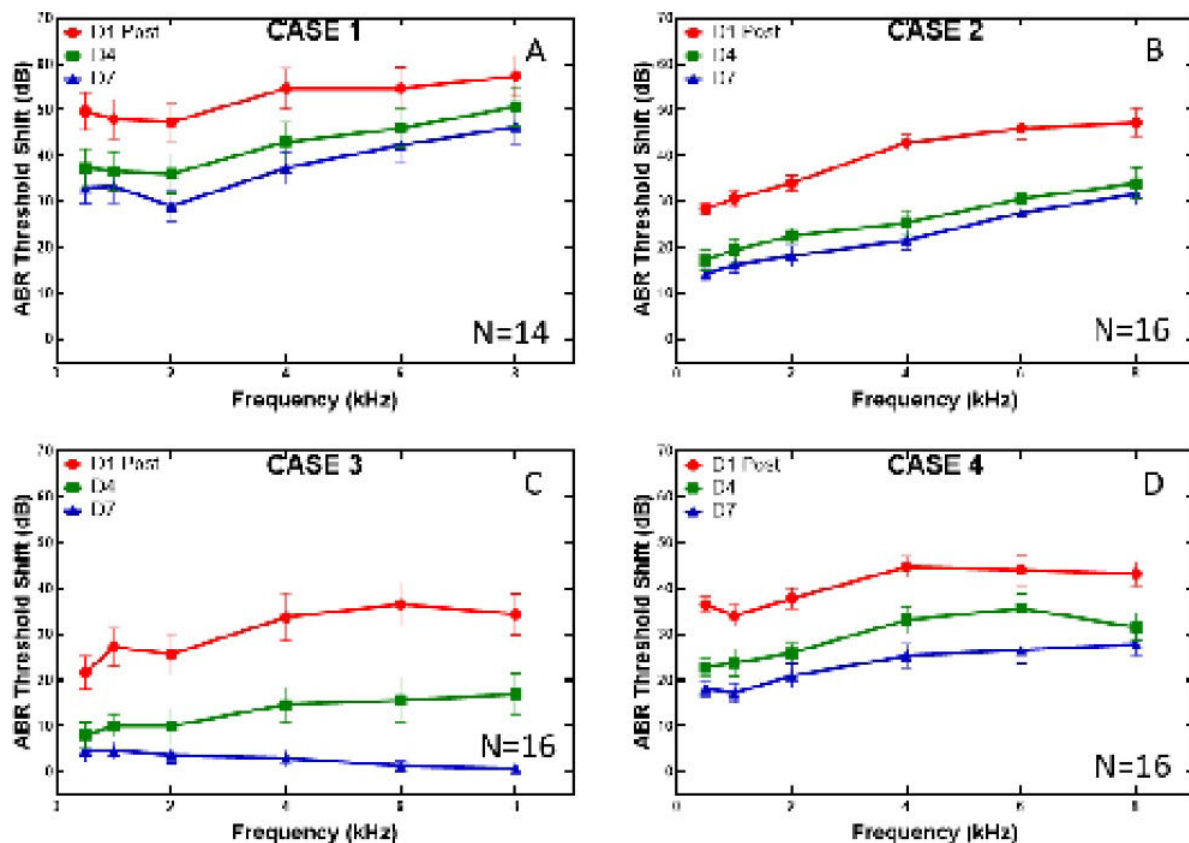 CASE 1
A
D1 Post
D4
D7
ABR Threshold Shift (dB)
70
60
50
40
30
20
10
0
N=14
0 2 4 6 8
Frequency (kHz)
CASE 2
B
D1 Post
D4
D7
ABR Threshold Shift (dB)
70
60
50
40
30
20
10
0
N=16
0 2 4 6 8
Frequency (kHz)
CASE 3
C
D1 Post
D4
D7
ABR Threshold Shift (dB)
70
60
50
40
30
20
10
0
N=16
0 2 4 6 8
Frequency (kHz)
CASE 4
D
D1 Post
D4
D7
ABR Threshold Shift (dB)
70
60
50
40
30
20
10
0
N=16
0 2 4 6 8
Frequency (kHz)